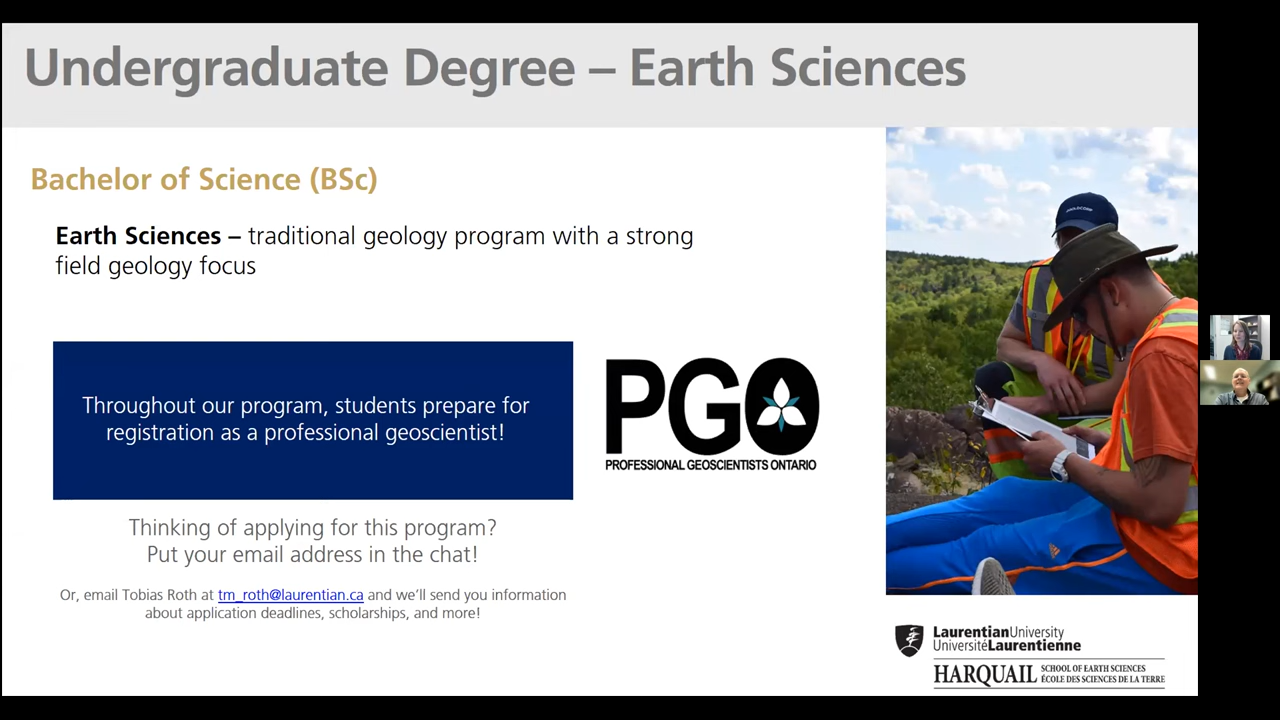 Undergraduate Degree – Earth Sciences
Bachelor of Science (BSc)
Earth Sciences – traditional geology program with a strong
field geology focus
Throughout our program, students prepare for
registration as a professional geoscientist!
PGO
PROFESSIONAL GEOSCIENTISTS ONTARIO
Thinking of applying for this program?
Put your email address in the chat!
Or, email Tobias Roth at tm_roth@laurentian.ca and we'll send you information
about application deadlines, scholarships, and more!
LaurentianUniversity
UniversitéLaurentienne
HARQUAIL
SCHOOL OF EARTH SCIENCES
ÉCOLE DES SCIENCES DE LA TERRE